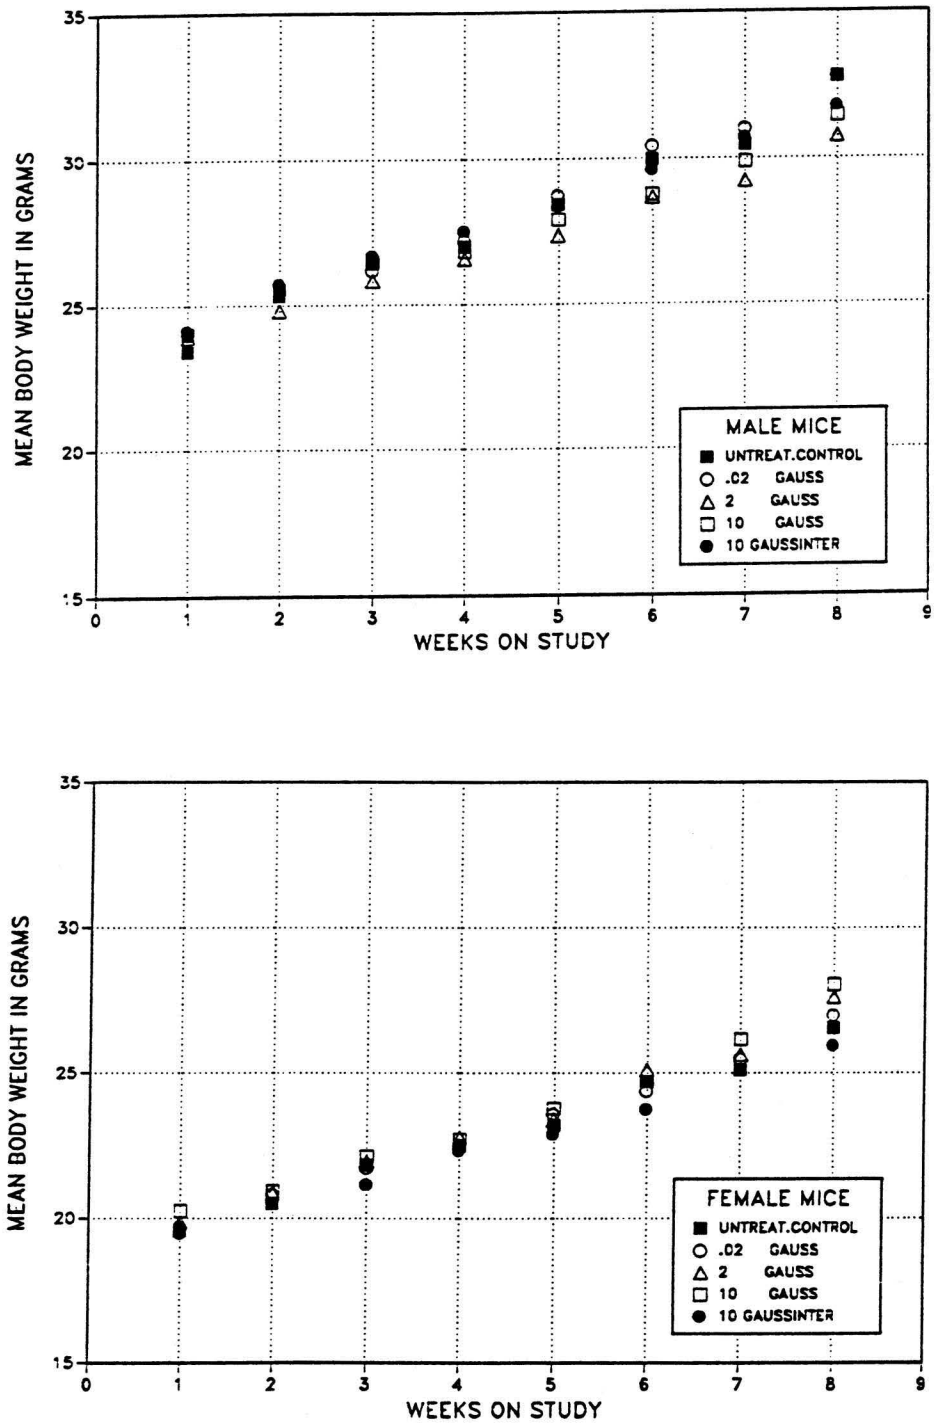 35
30
25
20
15
MEAN BODY WEIGHT IN GRAMS
0 1 2 3 4 5 6 7 8 9
WEEKS ON STUDY
MALE MICE
UNTREAT.CONTROL
.02 GAUSS
2 GAUSS
10 GAUSS
10 GAUSSINTER
35
30
25
20
15
MEAN BODY WEIGHT IN GRAMS
0 1 2 3 4 5 6 7 8 9
WEEKS ON STUDY
FEMALE MICE
UNTREAT.CONTROL
.02 GAUSS
2 GAUSS
10 GAUSS
10 GAUSSINTER